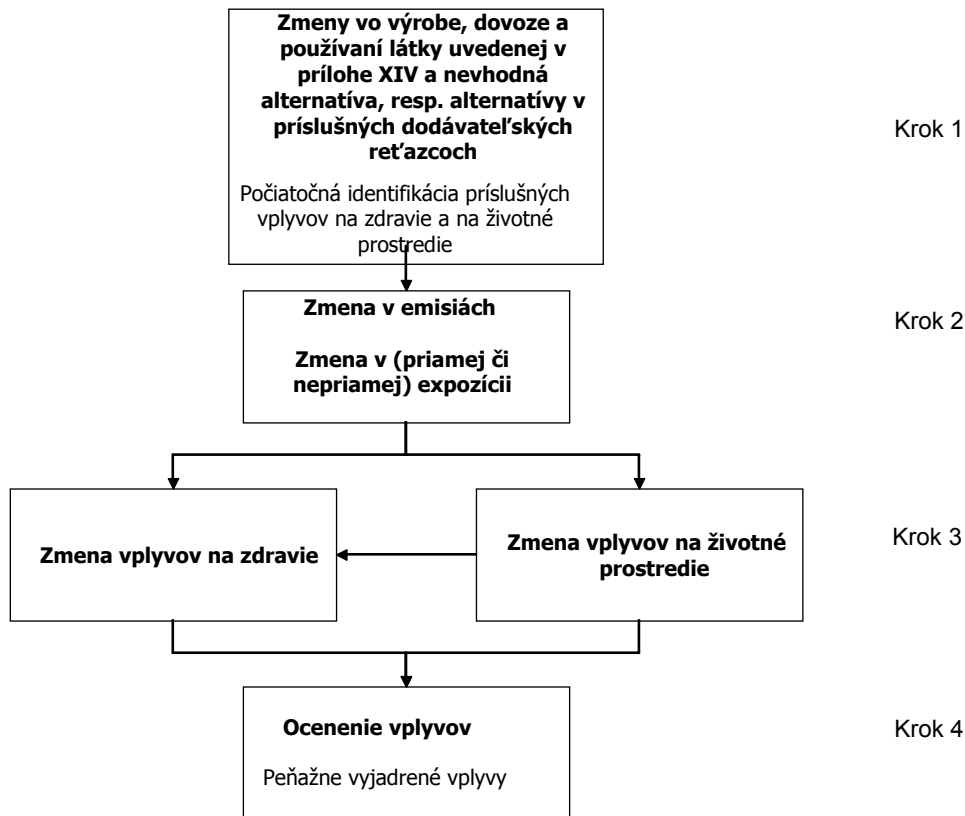 Zmeny vo výrobe, dovoze a
používaní látky uvedenej v
prílohe XIV a nevhodná
alternatíva, resp. alternatívy v
príslušných dodávateľských
reťazcoch
Počiatočná identifikácia príslušných
vplyvov na zdravie a na životné
prostredie
Krok 1
Zmena v emisiách
Zmena v (priamej či
nepriamej) expozícii
Krok 2
Zmena vplyvov na zdravie
Zmena vplyvov na životné
prostredie
Krok 3
Ocenenie vplyvov
Peňažne vyjadrené vplyvy
Krok 4